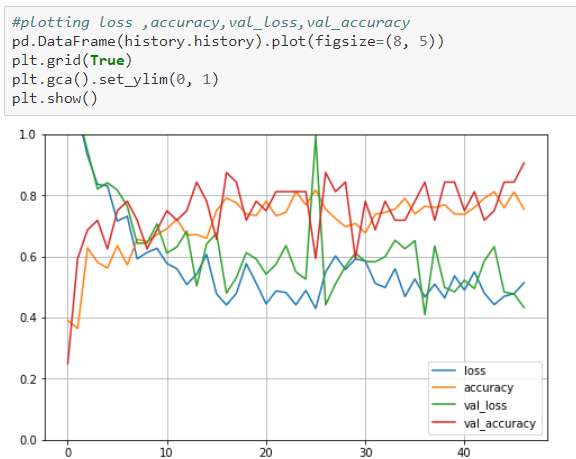 #plotting loss ,accuracy,val_loss,val_accuracy
pd.DataFrame(history.history).plot(figsize=(8, 5))
plt.grid(True)
plt.gca().set_ylim(0, 1)
plt.show()
1.0
0.8
0.6
0.4
0.2
0.0
0
10
20
30
40
loss
accuracy
val_loss
val_accuracy